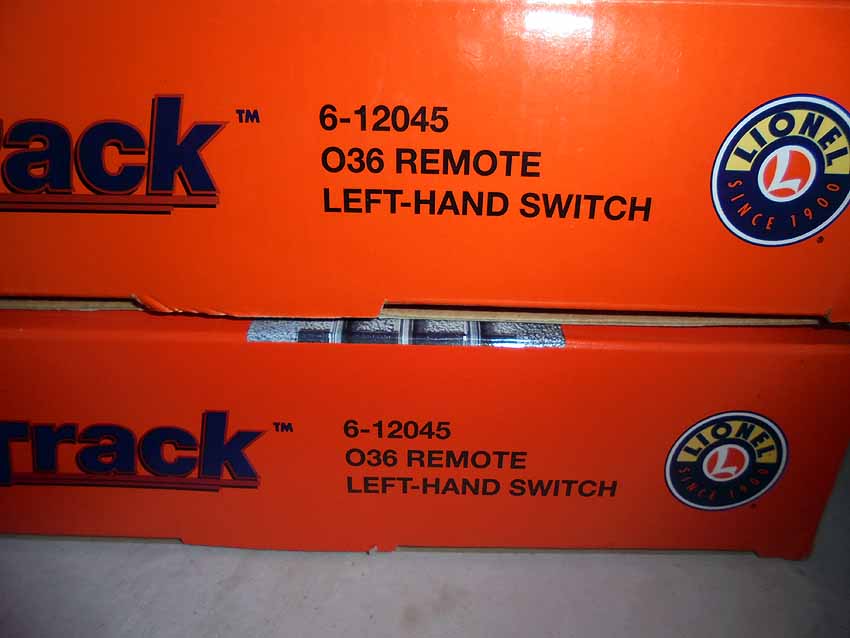 rack™
6-12045
O36 REMOTE
LEFT-HAND SWITCH
LIONEL
L
SINCE 1900
Track™
6-12045
O36 REMOTE
LEFT-HAND SWITCH
LIONEL
L
SINCE 1900